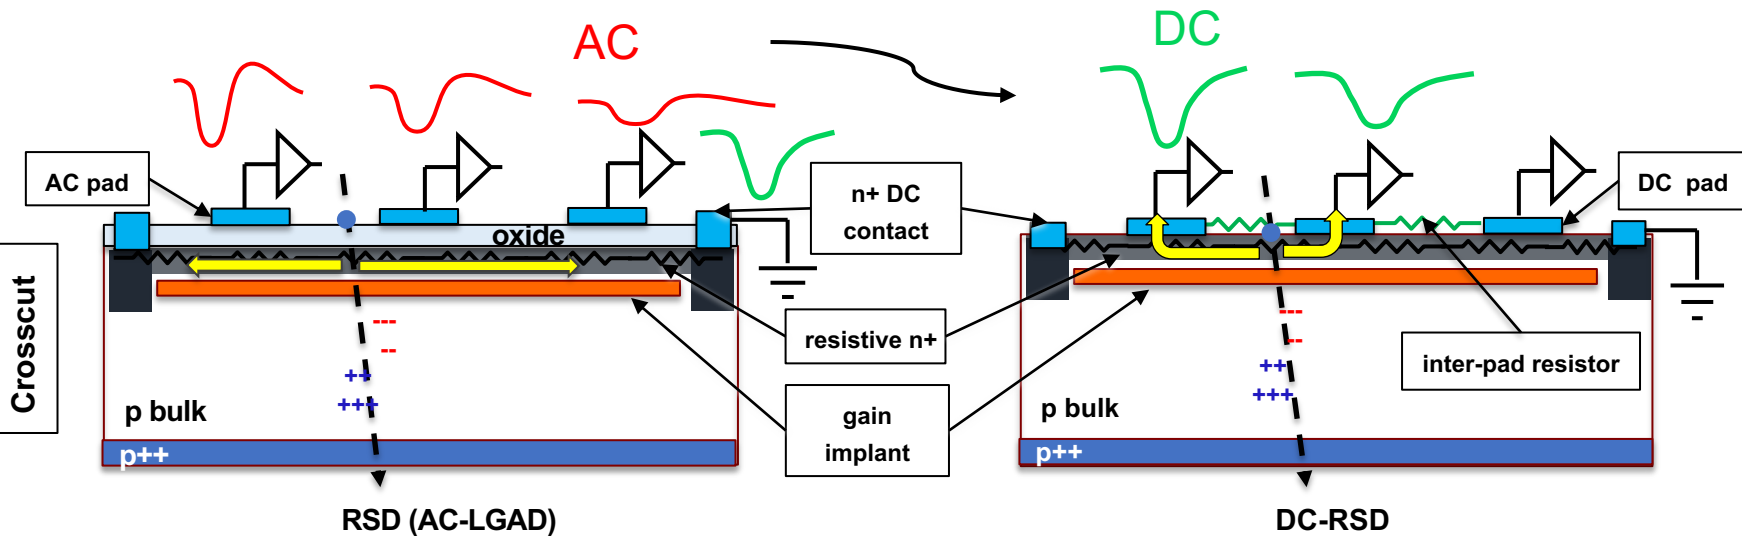 AC
DC
AC pad
n+ DC
contact
DC pad
oxide
Crosscut
---
--
++
+++
resistive n+
---
--
++
+++
inter-pad resistor
p bulk
gain
implant
p bulk
p++
p++
RSD (AC-LGAD)
DC-RSD